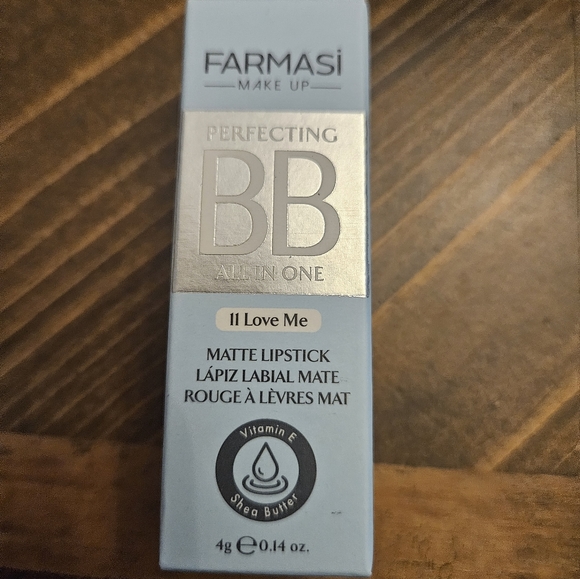 FARMASİ
MAKE UP
PERFECTING
BB
ALL IN ONE
11 Love Me
MATTE LIPSTICK
LÁPIZ LABIAL MATE
ROUGE À LÈVRES MAT
Vitamin E
Shea Butter
4g ℮ 0.14 oz.